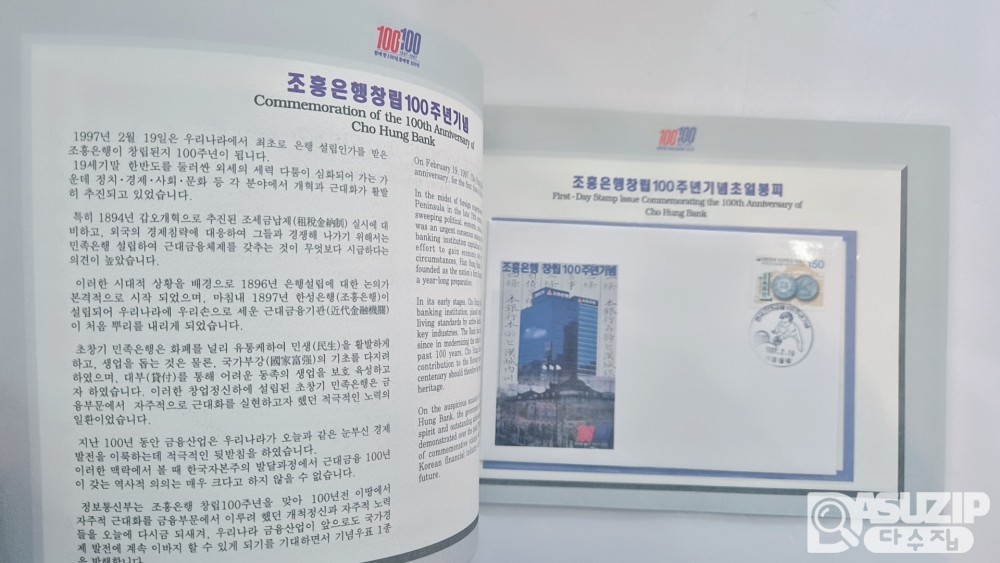 100 100
조흥은행창립100주년기념
Commemoration of the 100th Anniversary of
Cho Hung Bank
1997년 2월 19일은 우리나라에서 최초로 은행 설립인가를 받은
조흥은행이 창립된지 100주년이 됩니다.
19세기말 한반도를 둘러싼 외세의 세력 다툼이 심화되어 가는 가
운데 정치·경제·사회·문화 등 각 분야에서 개혁과 근대화가 활발
히 추진되고 있었습니다.
특히 1894년 갑오개혁으로 추진된 조세금납제(租稅金納制) 실시에 대
비하고, 외국의 경제침략에 대응하여 그들과 경쟁해 나가기 위해서는
민족은행 설립하여 근대금융체제를 갖추는 것이 무엇보다 시급하다는
의견이 높았습니다.
이러한 시대적 상황을 배경으로 1896년 은행설립에 대한 논의가
본격적으로 시작 되었으며, 마침내 1897년 한성은행(조흥은행)이
설립되어 우리나라에 우리손으로 세운 근대금융기관(近代金融機關)
이 처음 뿌리를 내리게 되었습니다.
초창기 민족은행은 화폐를 널리 유통케하여 민생(民生)을 활발하게
하고, 생업을 돕는 것은 물론, 국가부강(國家富强)의 기초를 다지려
하였으며, 대부(貸付)를 통해 어려운 동족의 생업을 보호 육성하고
자 하였습니다. 이러한 창업정신하에 설립된 초창기 민족은행은 금
융부문에서 자주적으로 근대화를 실현하고자 했던 적극적인 노력의
일환이었습니다.
지난 100년 동안 금융산업은 우리나라가 오늘과 같은 눈부신 경제
발전을 이룩하는데 적극적인 뒷받침을 하였습니다.
이러한 맥락에서 볼 때 한국자본주의 발달과정에서 근대금융 100년
이 갖는 역사적 의의는 매우 크다고 하지 않을 수 없습니다.
정보통신부는 조흥은행 창립100주년을 맞아 100년전 이땅에서
자주적 근대화를 금융부문에서 이루려 했던 개척정신과 자주적 노력
들을 오늘에 다시금 되새겨, 우리나라 금융산업이 앞으로도 국가경
제 발전에 계속 이바지 할 수 있게 되기를 기대하면서 기념우표 1종
을 발행합니다.
On February 19, 1997, Cho
anniversary, for the first
In the midst of foreign
Peninsula in the late 19th
sweeping political, economic
was an urgent consensus
banking institution
effort to gain economic
circumstances, Han
founded as the nation's first
a year-long preparation.
In its early stages, Cho
banking institution, played
living standards by active
key industries. The Bank
since in modernizing the
past 100 years. Cho
contribution to the Korean
centenary should therefore
heritage.
On the auspicious
Hung Bank, the government
spirit and outstanding
demonstrated over the past
of commemorative
Korean financial
future.
100 100
조흥은행창립100주년기념초일봉피
First-Day Stamp Issue Commemorating the 100th Anniversary of
Cho Hung Bank
조흥은행 창립 100주년기념
150
1997.2.19
ASUZIP
다수집